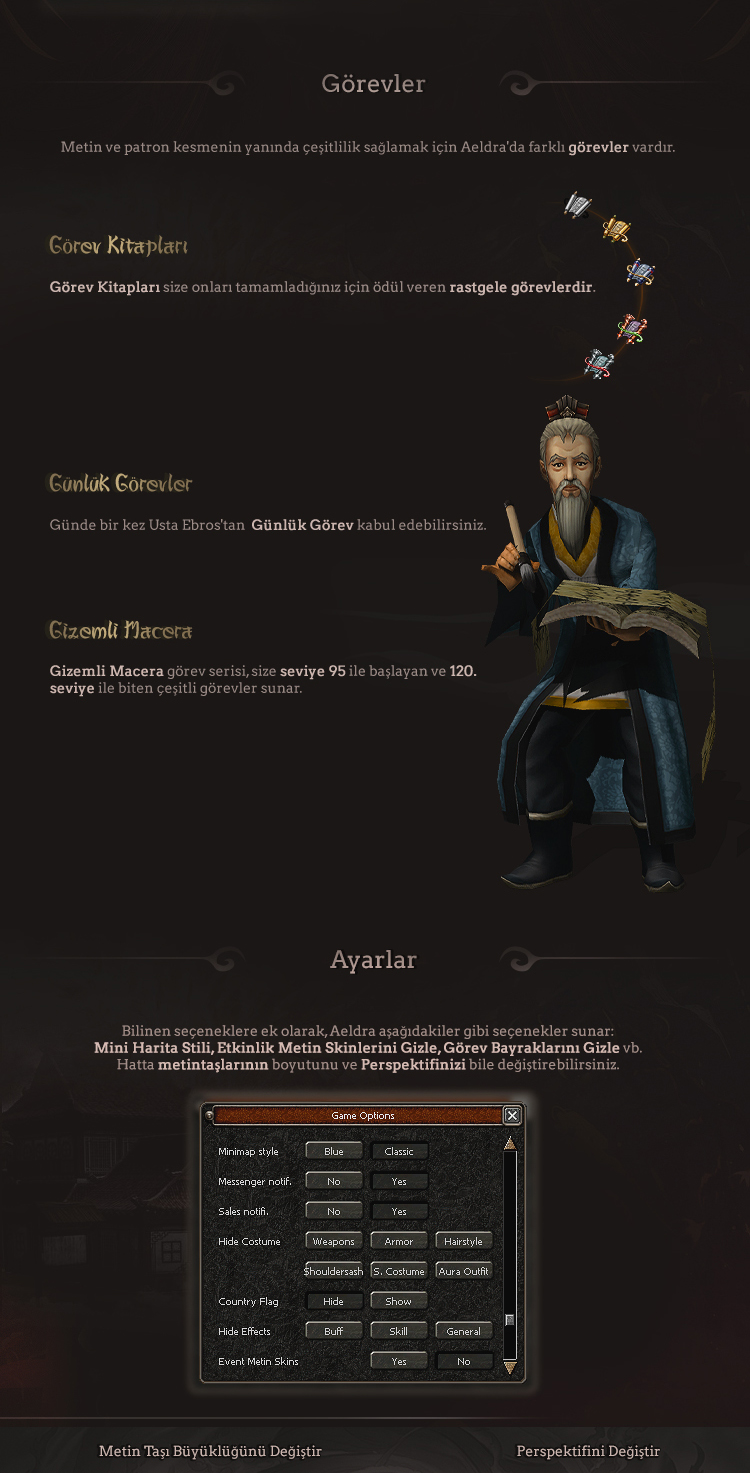 Görevler
Metin ve patron kesmenin yanında çeşitlilik sağlamak için Aeldra'da farklı görevler vardır.
Görev Kitapları
Görev Kitapları size onları tamamladığınız için ödül veren rastgele görevlerdir.
Günlük Görevler
Günde bir kez Usta Ebros'tan Günlük Görev kabul edebilirsiniz.
Gizemli Macera
Gizemli Macera görev serisi, size seviye 95 ile başlayan ve 120.
seviye ile biten çeşitli görevler sunar.
Ayarlar
Bilinen seçeneklere ek olarak, Aeldra aşağıdakiler gibi seçenekler sunar:
Mini Harita Stili, Etkinlik Metin Skinlerini Gizle, Görev Bayraklarını Gizle vb.
Hatta metintaşlarının boyutunu ve Perspektifinizi bile değiştirebilirsiniz.
Game Options
Minimap style Blue Classic
Messenger notif. No Yes
Sales notifi. No Yes
Hide Costume Weapons Armor Hairstyle
Shouldersash S. Costume Aura Outfit
Country Flag Hide Show
Hide Effects Buff Skill General
Event Metin Skins Yes No
Metin Taşı Büyüklüğünü Değiştir Perspektifini Değiştir